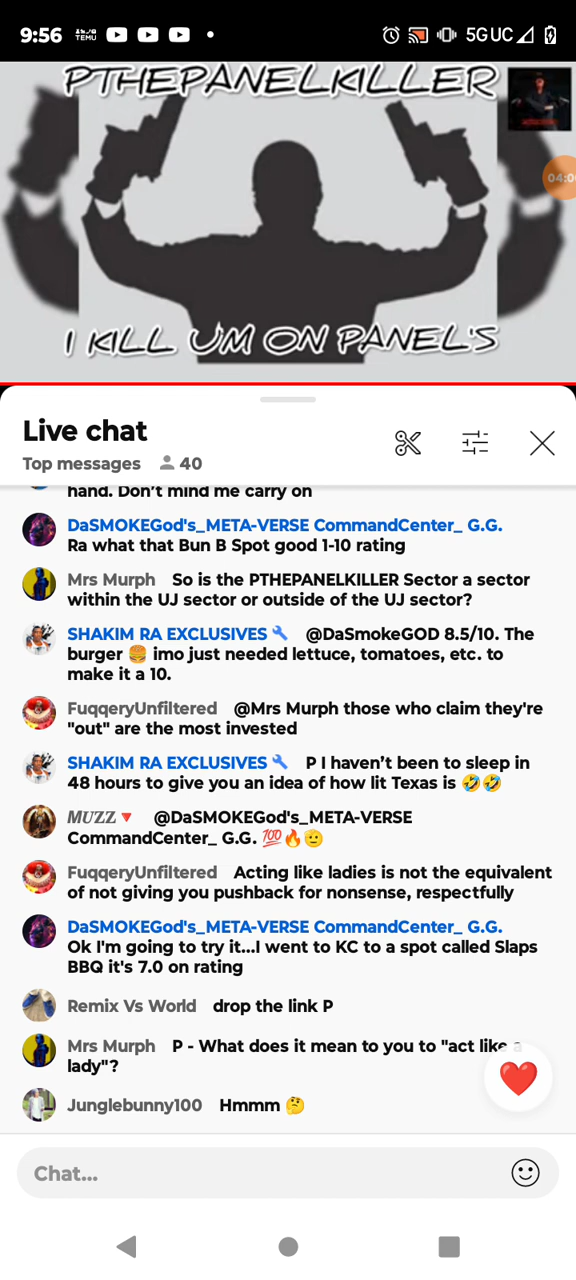 9:56
TEMU
5G UC
PTHEPANELKILLER
04:0
I KILL UM ON PANEL'S
Live chat
Top messages 40
hand. Don't mind me carry on
DaSMOKEGod's_META-VERSE CommandCenter_ G.G.
Ra what that Bun B Spot good 1-10 rating
Mrs Murph So is the PTHEPANELKILLER Sector a sector
within the UJ sector or outside of the UJ sector?
SHAKIM RA EXCLUSIVES 🔧 @DaSmokeGOD 8.5/10. The
burger 🍔 imo just needed lettuce, tomatoes, etc. to
make it a 10.
FuqqeryUnfiltered @Mrs Murph those who claim they're
"out" are the most invested
SHAKIM RA EXCLUSIVES 🔧 P I haven't been to sleep in
48 hours to give you an idea of how lit Texas is 🤣🤣
MUZZ🔻 @DaSMOKEGod's_META-VERSE
CommandCenter_ G.G. 💯🔥🫡
FuqqeryUnfiltered Acting like ladies is not the equivalent
of not giving you pushback for nonsense, respectfully
DaSMOKEGod's_META-VERSE CommandCenter_ G.G.
Ok I'm going to try it...I went to KC to a spot called Slaps
BBQ it's 7.0 on rating
Remix Vs World drop the link P
Mrs Murph P - What does it mean to you to "act like a
lady"?
Junglebunny100 Hmmm 🤔
Chat...